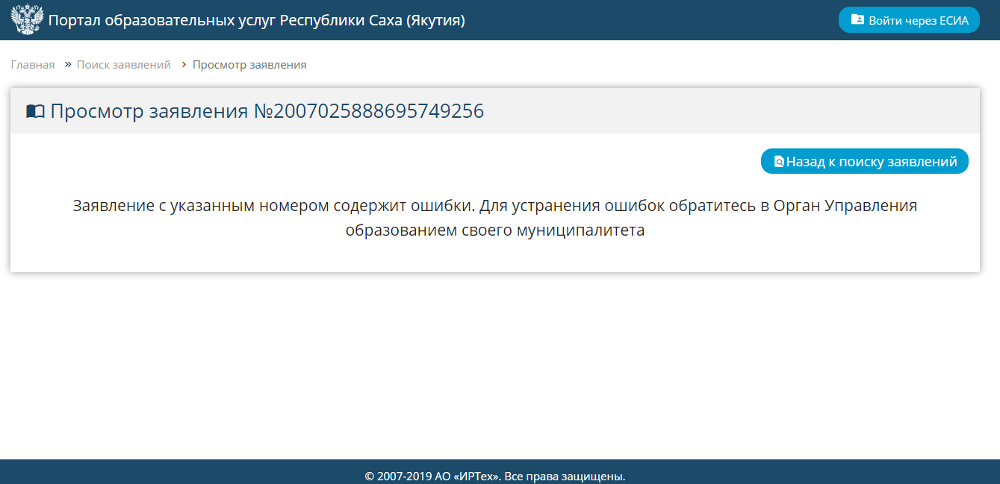 Портал образовательных услуг Республики Саха (Якутия)
Войти через ЕСИА
Главная » Поиск заявлений › Просмотр заявления
Просмотр заявления №2007025888695749256
Назад к поиску заявлений
Заявление с указанным номером содержит ошибки. Для устранения ошибок обратитесь в Орган Управления
образованием своего муниципалитета
© 2007-2019 АО «ИРТех». Все права защищены.